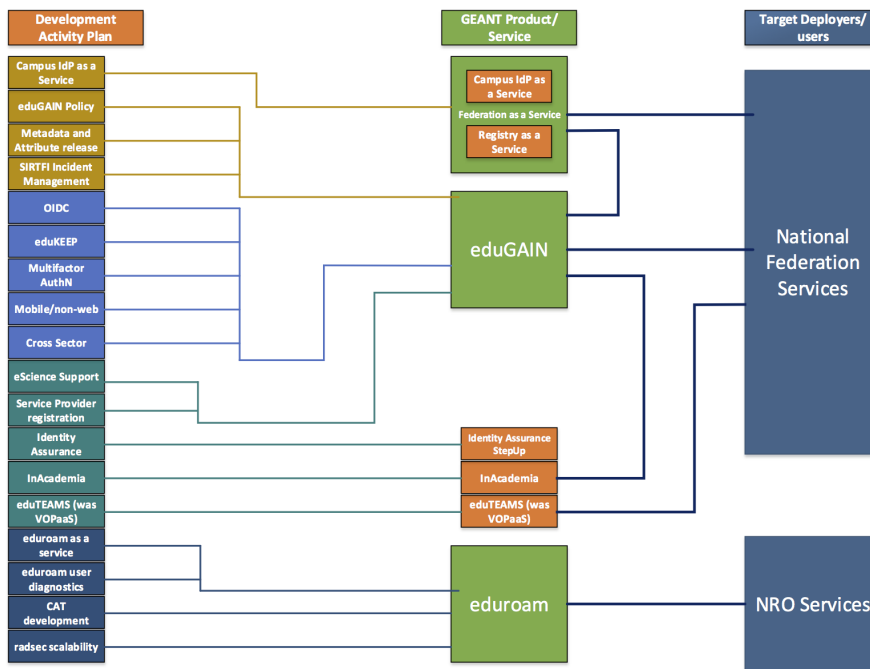 Development
Activity Plan
GEANT Product/
Service
Target Deployers/
users
Campus IdP as a
Service
eduGAIN Policy
Metadata and
Attribute release
SIRTFI Incident
Management
OIDC
eduKEEP
Multifactor
AuthN
Mobile/non-web
Cross Sector
eScience Support
Service Provider
registration
Identity
Assurance
InAcademia
eduTEAMS (was
VOPaaS)
eduroam as a
service
eduroam user
diagnostics
CAT
development
radsec scalability
Campus IdP as
a Service
Federation as a Service
Registry as a
Service
eduGAIN
Identity Assurance
StepUp
InAcademia
eduTEAMS (was
VOPaaS)
eduroam
National
Federation
Services
NRO Services